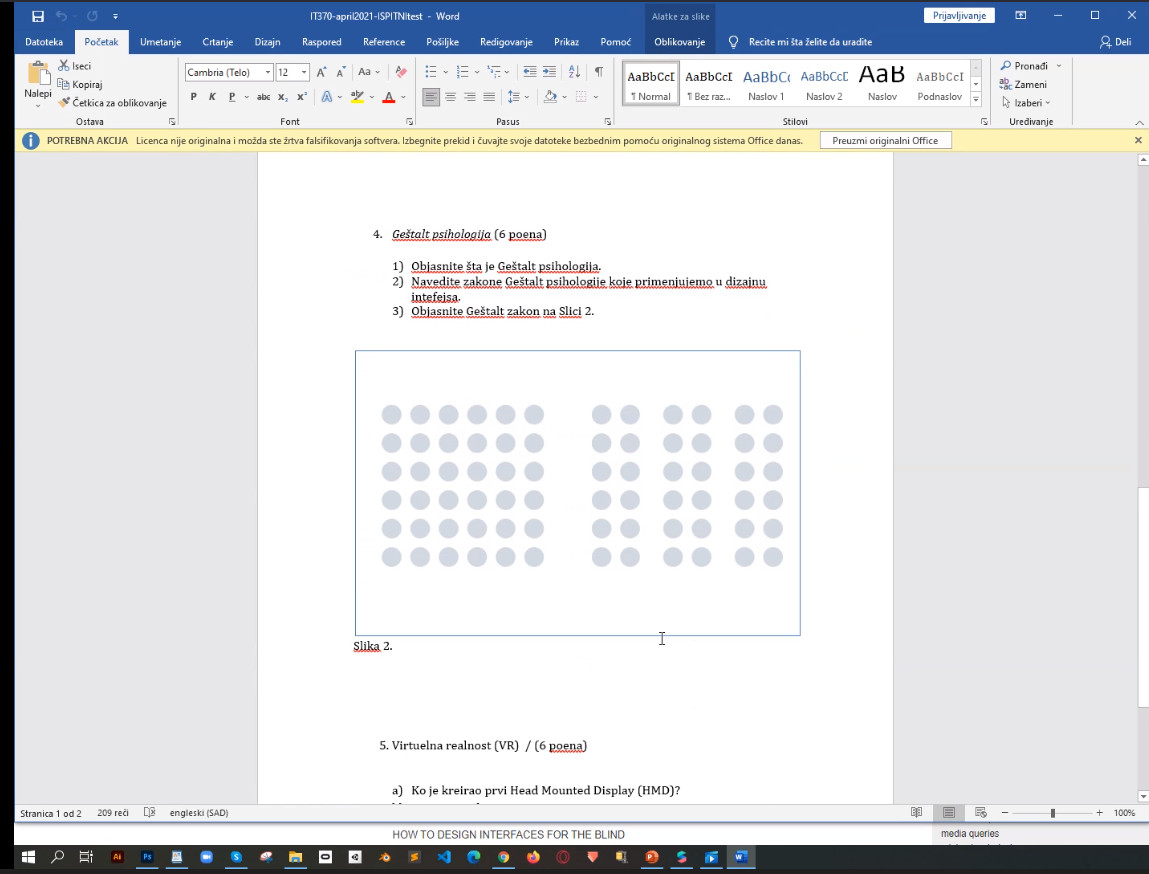 IT370-april2021-ISPITNItest - Word
Alatke za slike
Prijavljivanje
Datoteka Početak Umetanje Crtanje Dizajn Raspored Reference Pošiljke Redigovanje Prikaz Pomoć Oblikovanje Recite mi šta želite da uradite Deli
Nalepi
Iseci
Kopiraj
Četkica za oblikovanje
Ostava
Cambria (Telo) 12
P K P abc x₂ x²
Font
Pasus
AaBbCcI AaBbCcI AaBbCc AaBbCcD AaB AaBbCcI
¶ Normal ¶ Bez raz... Naslov 1 Naslov 2 Naslov Podnaslov
Stilovi
Pronađi
Zameni
Izaberi
Uređivanje
POTREBNA AKCIJA Licenca nije originalna i možda ste žrtva falsifikovanja softvera. Izbegnite prekid i čuvajte svoje datoteke bezbednim pomoću originalnog sistema Office danas. Preuzmi originalni Office
4. Geštalt psihologija (6 poena)
1) Objasnite šta je Geštalt psihologija.
2) Navedite zakone Geštalt psihologije koje primenjujemo u dizajnu
intefejsa.
3) Objasnite Geštalt zakon na Slici 2.
Slika 2.
5. Virtuelna realnost (VR) / (6 poena)
a) Ko je kreirao prvi Head Mounted Display (HMD)?
Stranica 1 od 2 209 reči engleski (SAD) 100%
HOW TO DESIGN INTERFACES FOR THE BLIND
media queries